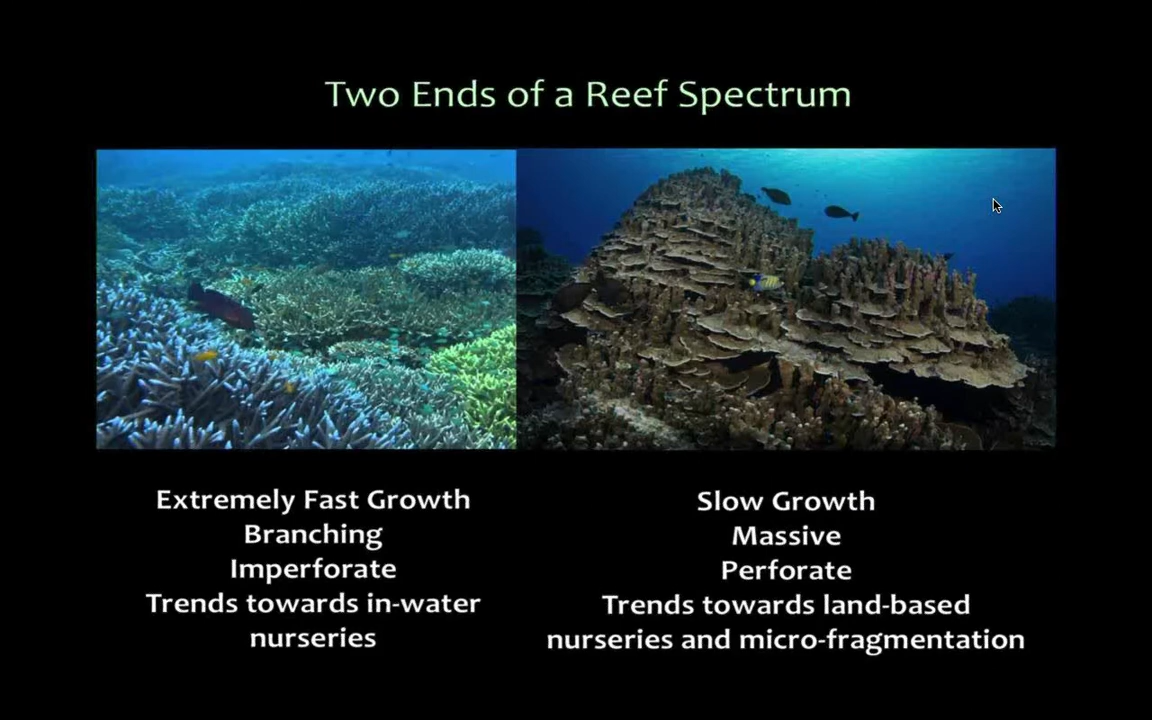 Two Ends of a Reef Spectrum
Extremely Fast Growth
Branching
Imperforate
Trends towards in-water
nurseries
Slow Growth
Massive
Perforate
Trends towards land-based
nurseries and micro-fragmentation